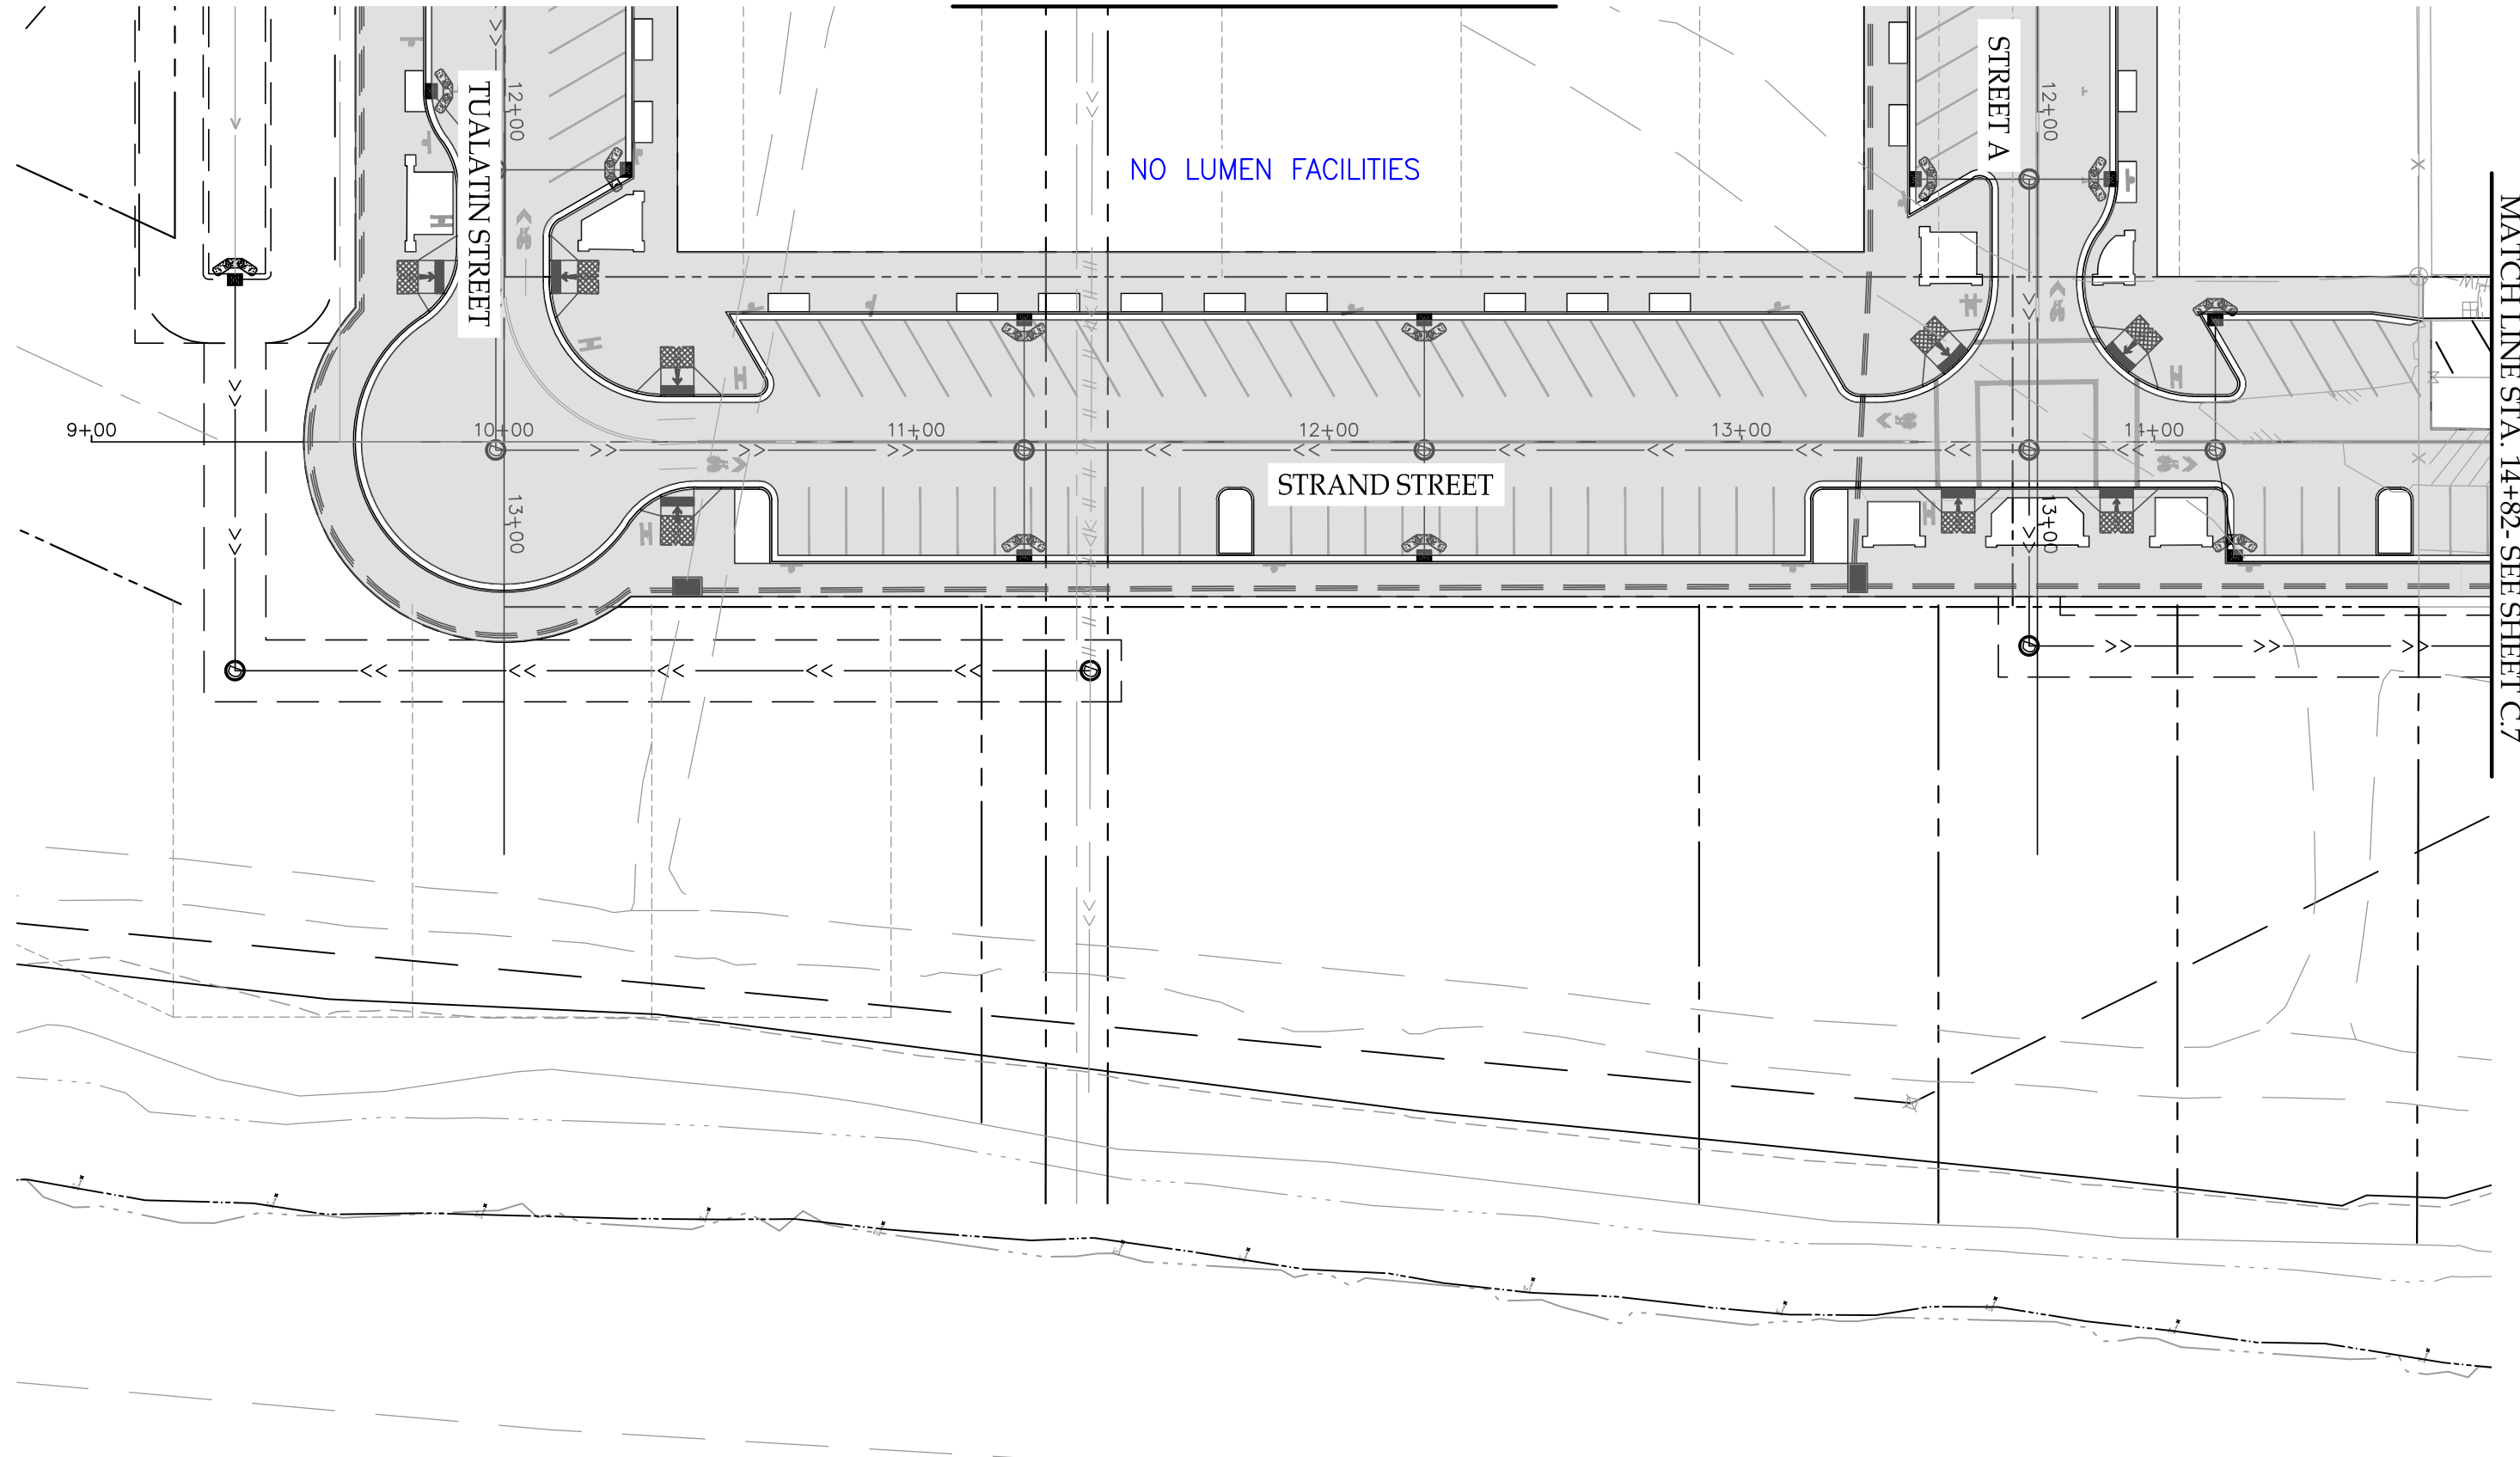 TUALATIN STREET
12+00
NO LUMEN FACILITIES
STREET A
12+00
MATCH LINE STA. 14+82- SEE SHEET C.7
9+00
10+00
11+00
12+00
13+00
14+00
STRAND STREET
13+00
13+00